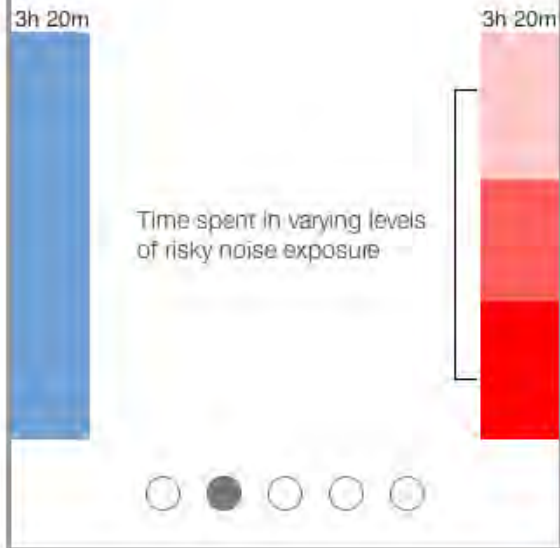 3h 20m
3h 20m
Time spent in varying levels
of risky noise exposure